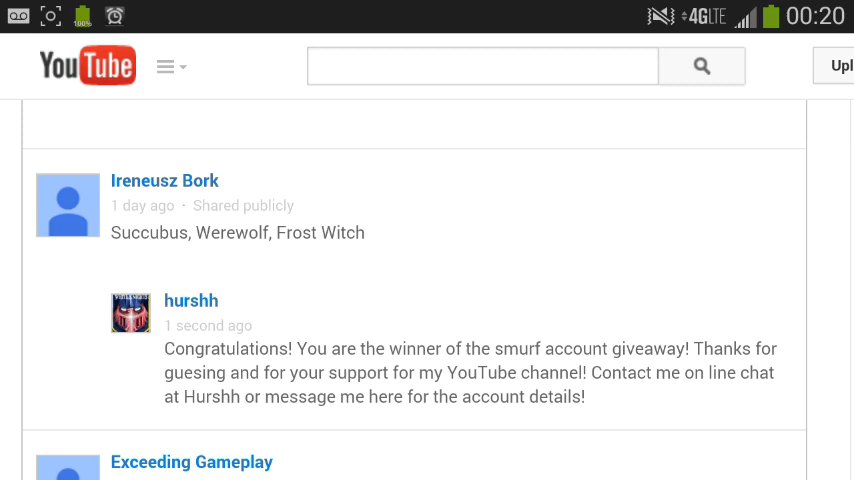 100%
4G LTE
00:20
YouTube
Upl
Ireneusz Bork
1 day ago · Shared publicly
Succubus, Werewolf, Frost Witch
hurshh
1 second ago
Congratulations! You are the winner of the smurf account giveaway! Thanks for
guesing and for your support for my YouTube channel! Contact me on line chat
at Hurshh or message me here for the account details!
Exceeding Gameplay